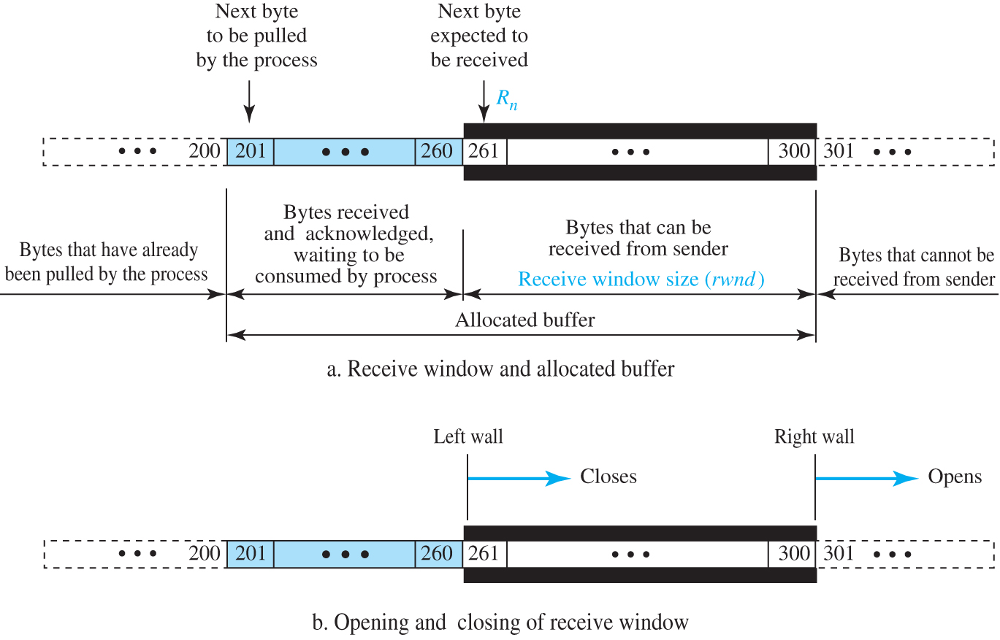 Next byte
to be pulled
by the process
Next byte
expected to
be received
Rn
••• 200 201 ••• 260 261 ••• 300 301 •••
Bytes that have already
been pulled by the process
Bytes received
and acknowledged,
waiting to be
consumed by process
Bytes that can be
received from sender
Receive window size (rwnd)
Bytes that cannot be
received from sender
Allocated buffer
a. Receive window and allocated buffer
Left wall
Closes
Right wall
Opens
••• 200 201 ••• 260 261 ••• 300 301 •••
b. Opening and closing of receive window